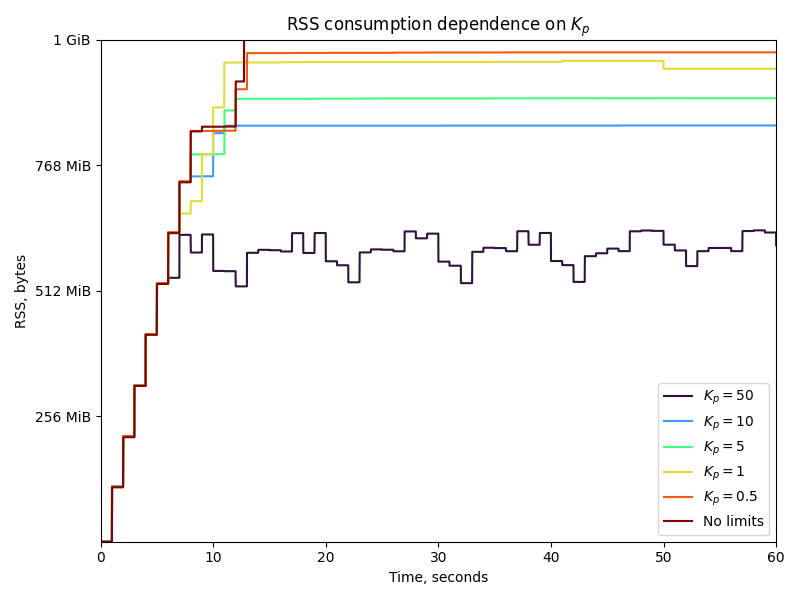 RSS consumption dependence on $K_p$
1 GiB
768 MiB
512 MiB
256 MiB
RSS, bytes
0 10 20 30 40 50 60
Time, seconds
$K_p = 50$
$K_p = 10$
$K_p = 5$
$K_p = 1$
$K_p = 0.5$
No limits